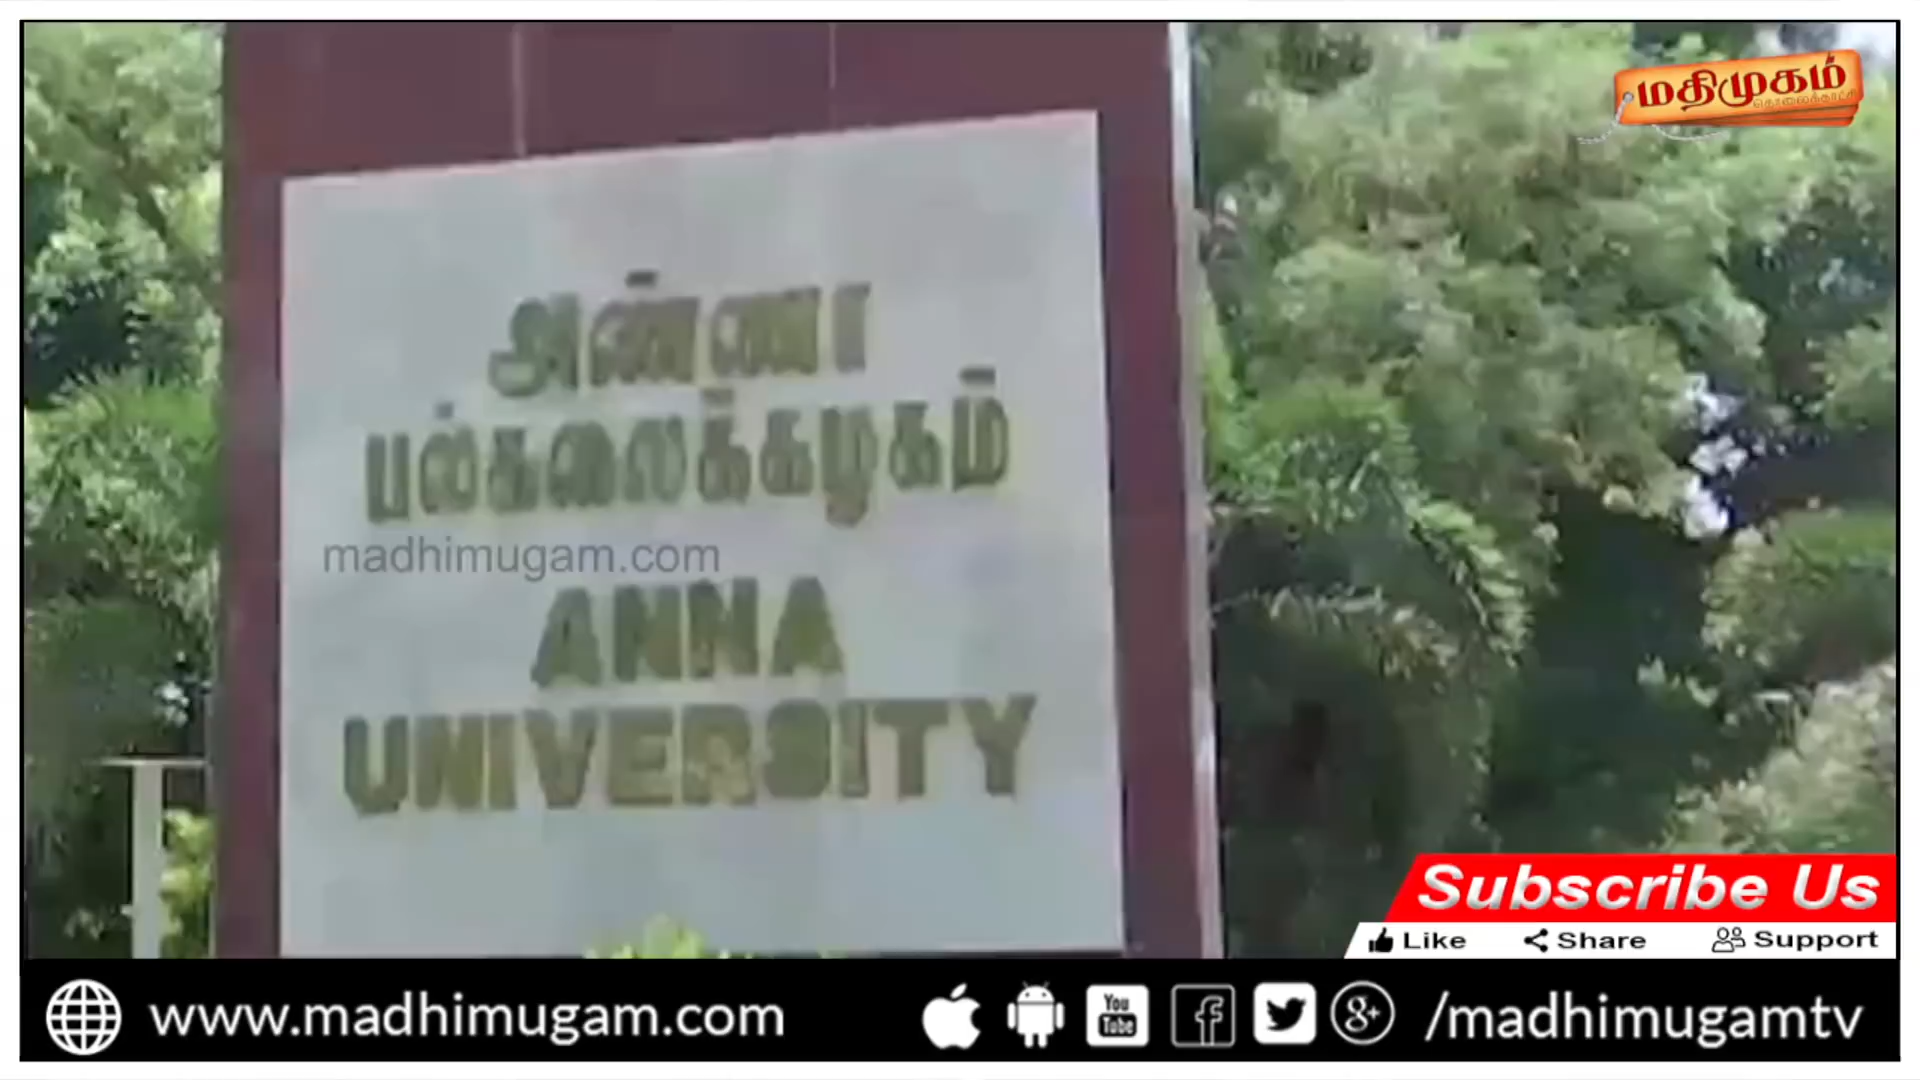 மதிமுகம்
தொலைக்காட்சி
அண்ணா
பல்கலைக்கழகம்
madhimugam.com
ANNA
UNIVERSITY
Subscribe Us
Like Share Support
www.madhimugam.com You Tube g+ /madhimugamtv